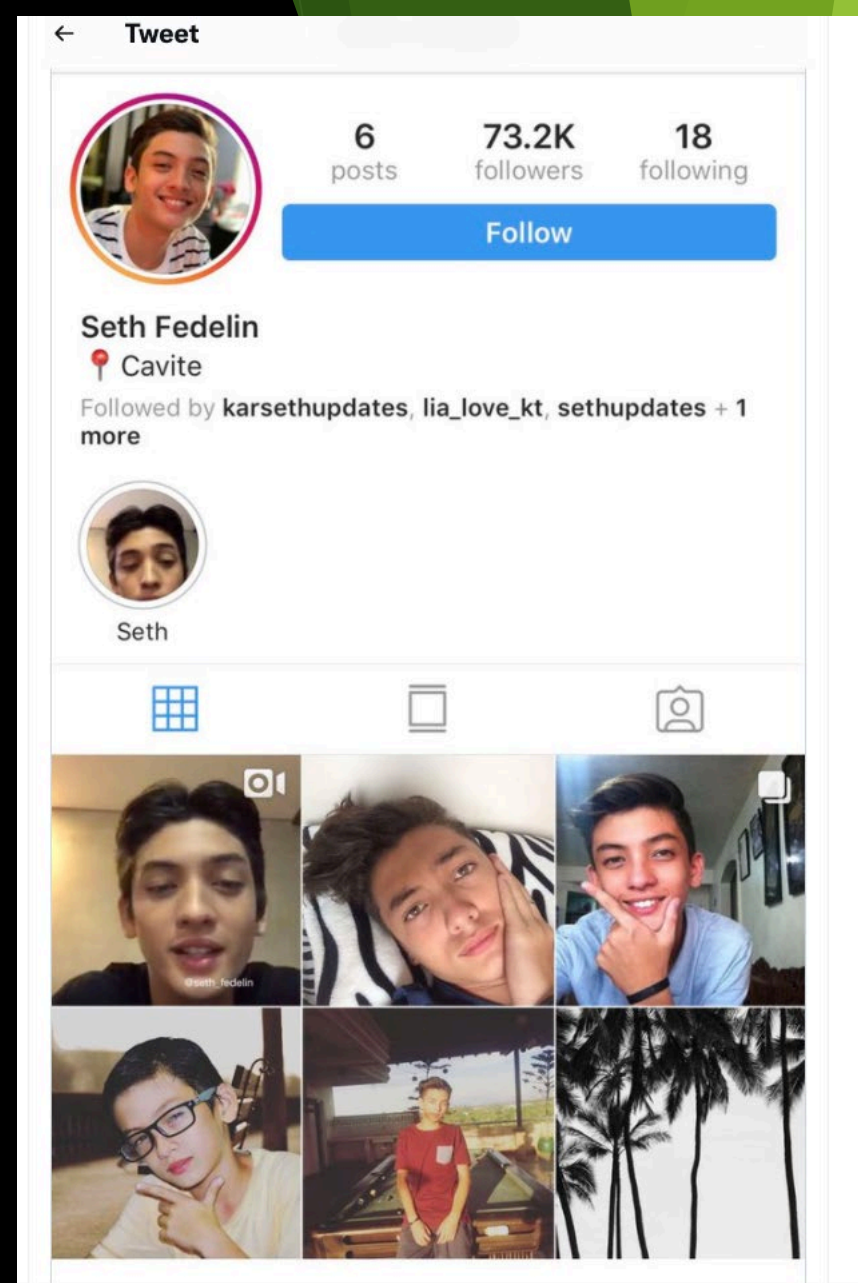 Tweet
6 73.2K 18
posts followers following
Follow
Seth Fedelin
📍 Cavite
Followed by karsethupdates, lia_love_kt, sethupdates + 1
more
Seth
@seth_fedelin